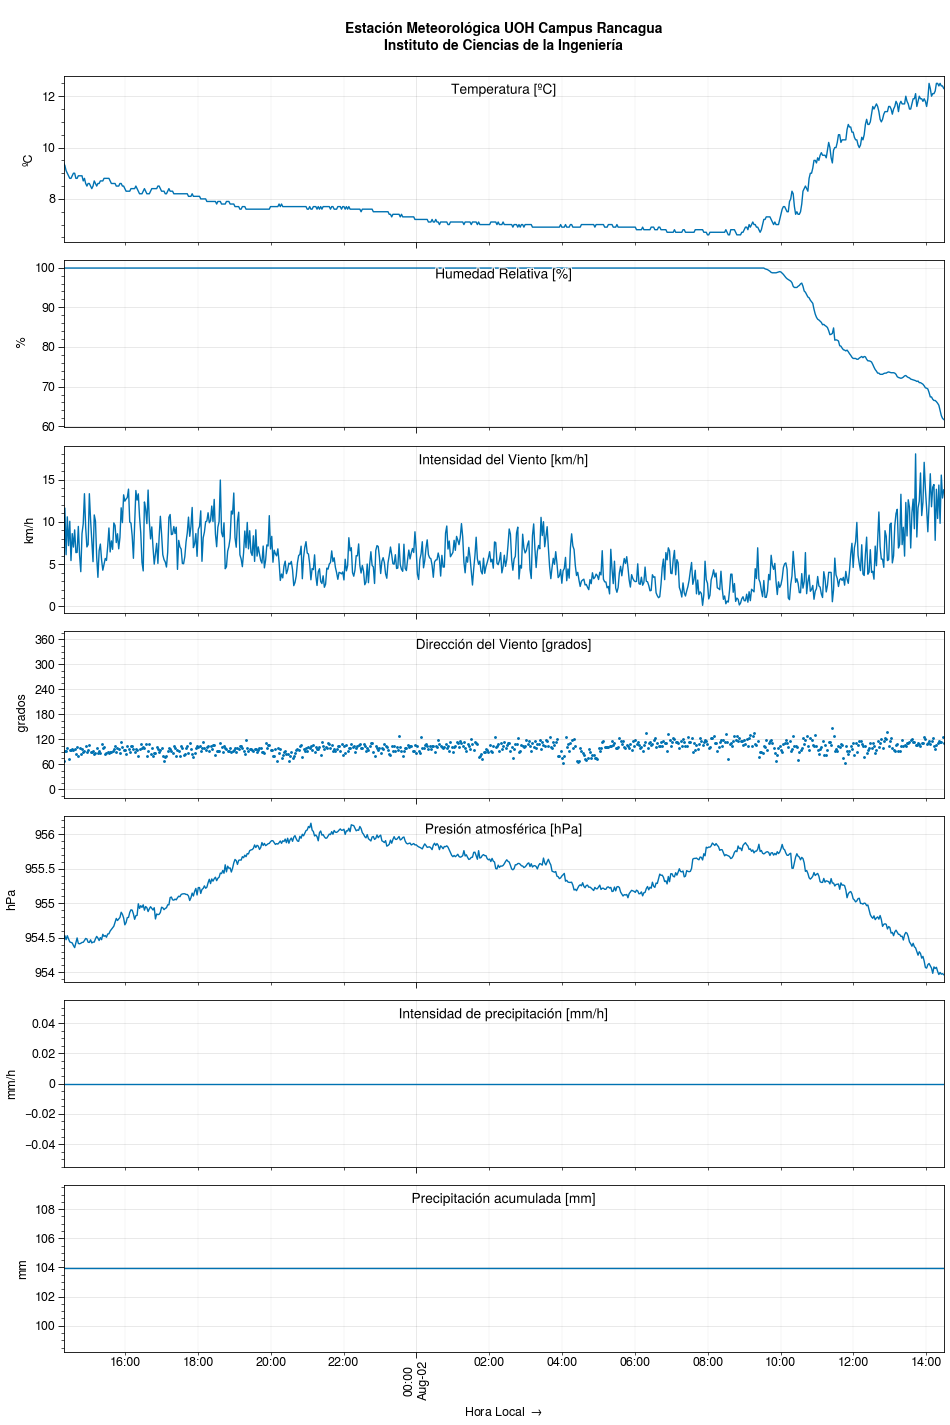 Estación Meteorológica UOH Campus Rancagua
Instituto de Ciencias de la Ingeniería
Temperatura [ºC]
ºC
12
10
8
Humedad Relativa [%]
%
100
90
80
70
60
Intensidad del Viento [km/h]
km/h
15
10
5
0
Dirección del Viento [grados]
grados
360
300
240
180
120
60
0
Presión atmosférica [hPa]
hPa
956
955.5
955
954.5
954
Intensidad de precipitación [mm/h]
mm/h
0.04
0.02
0
−0.02
−0.04
Precipitación acumulada [mm]
mm
108
106
104
102
100
16:00 18:00 20:00 22:00 00:00 02:00 04:00 06:00 08:00 10:00 12:00 14:00
Aug-02
Hora Local →